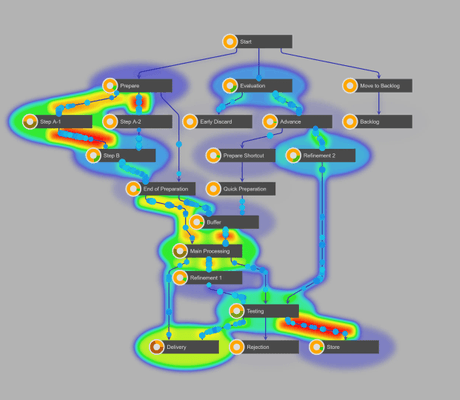 Start
Prepare
Evaluation
Move to Backlog
Step A-1
Step A-2
Early Discard
Advance
Backlog
Step B
Prepare Shortcut
Refinement 2
End of Preparation
Quick Preparation
Buffer
Main Processing
Refinement 1
Testing
Delivery
Rejection
Store